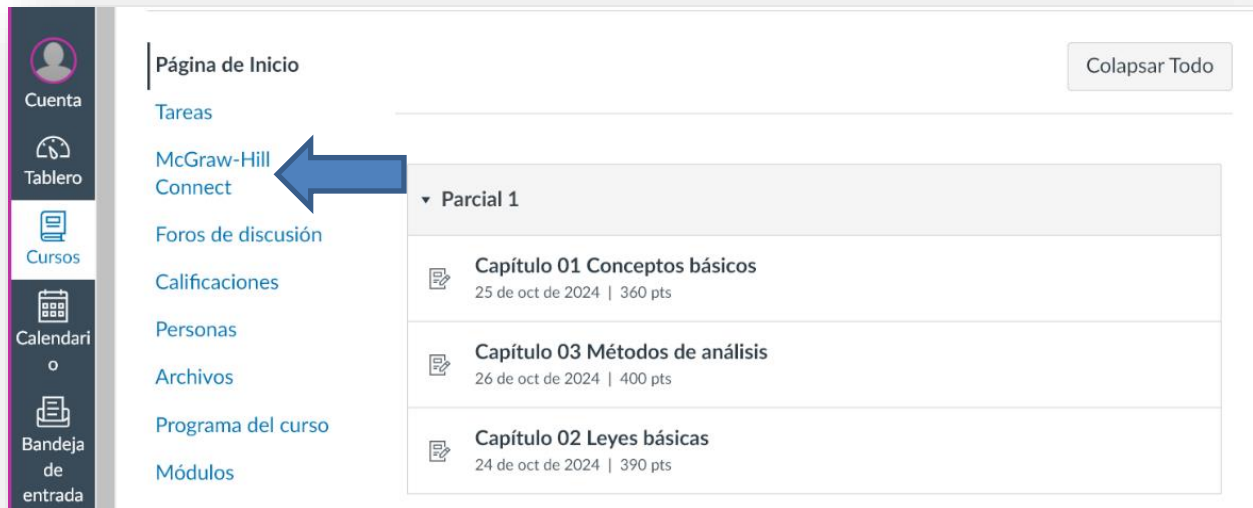 Cuenta
Tablero
Cursos
Calendari
o
Bandeja
de
entrada
Página de Inicio
Tareas
McGraw-Hill
Connect
Foros de discusión
Calificaciones
Personas
Archivos
Programa del curso
Módulos
Colapsar Todo
Parcial 1
Capítulo 01 Conceptos básicos
25 de oct de 2024 | 360 pts
Capítulo 03 Métodos de análisis
26 de oct de 2024 | 400 pts
Capítulo 02 Leyes básicas
24 de oct de 2024 | 390 pts